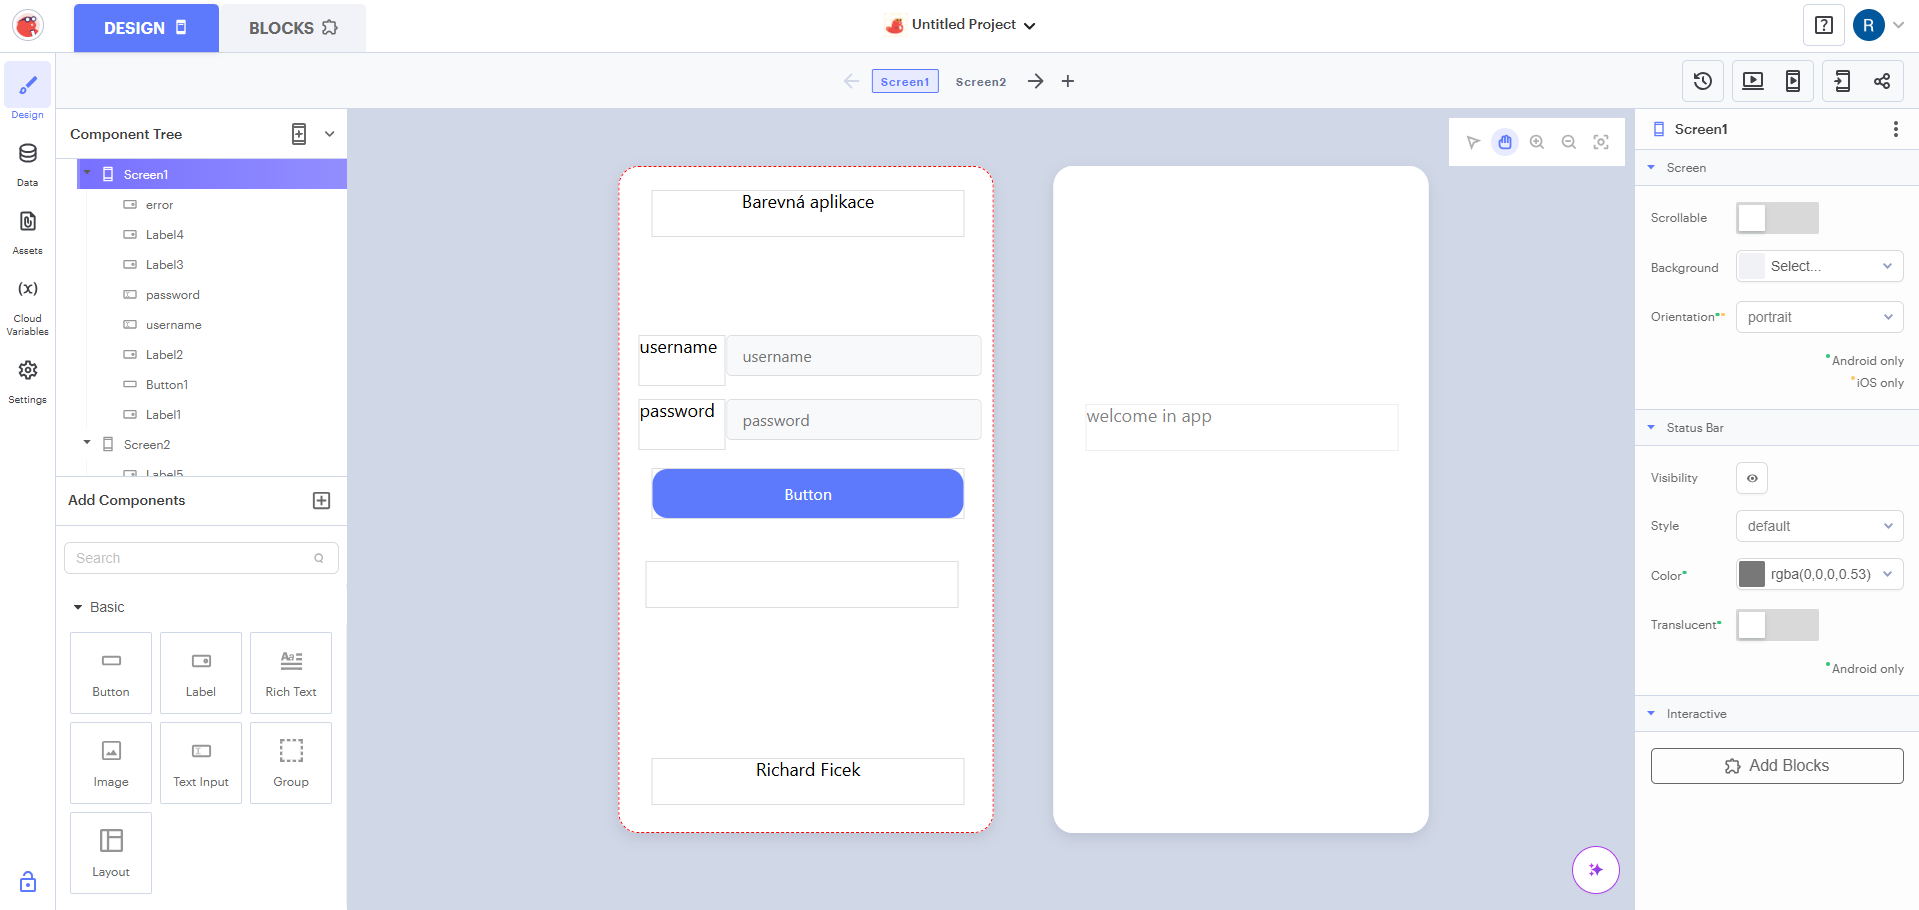 DESIGN
BLOCKS
Untitled Project
R
Screen1
Screen2
Design
Data
Assets
(x)
Cloud
Variables
Settings
Component Tree
Screen1
error
Label4
Label3
password
username
Label2
Button1
Label1
Screen2
Label5
Add Components
Search
Basic
Button
Label
Rich Text
Image
Text Input
Group
Layout
Barevná aplikace
username
username
password
password
Button
Richard Ficek
welcome in app
Screen1
Screen
Scrollable
Background
Select...
Orientation**
portrait
*Android only
*iOS only
Status Bar
Visibility
Style
default
Color*
rgba(0,0,0,0.53)
Translucent*
*Android only
Interactive
Add Blocks